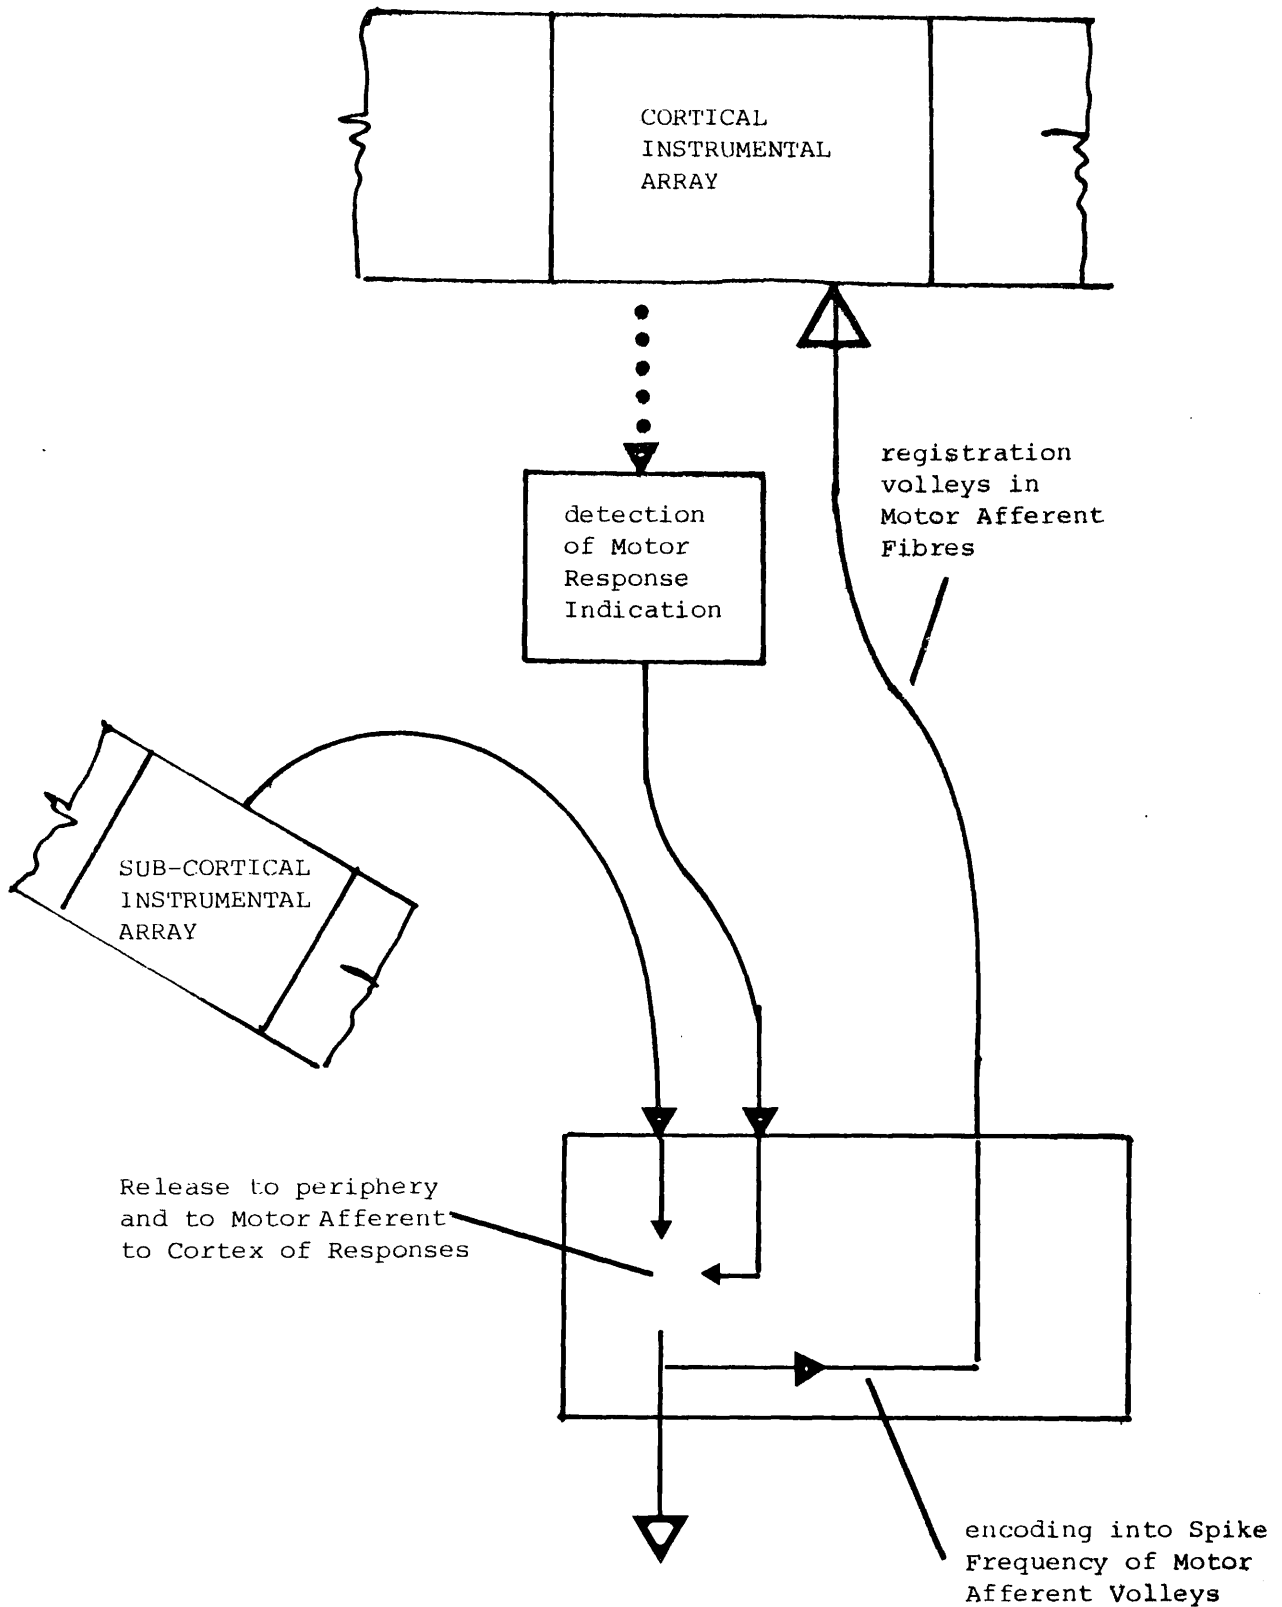 CORTICAL
INSTRUMENTAL
ARRAY
registration
volleys in
Motor Afferent
Fibres
detection
of Motor
Response
Indication
SUB-CORTICAL
INSTRUMENTAL
ARRAY
Release to periphery
and to Motor Afferent
to Cortex of Responses
encoding into Spike
Frequency of Motor
Afferent Volleys